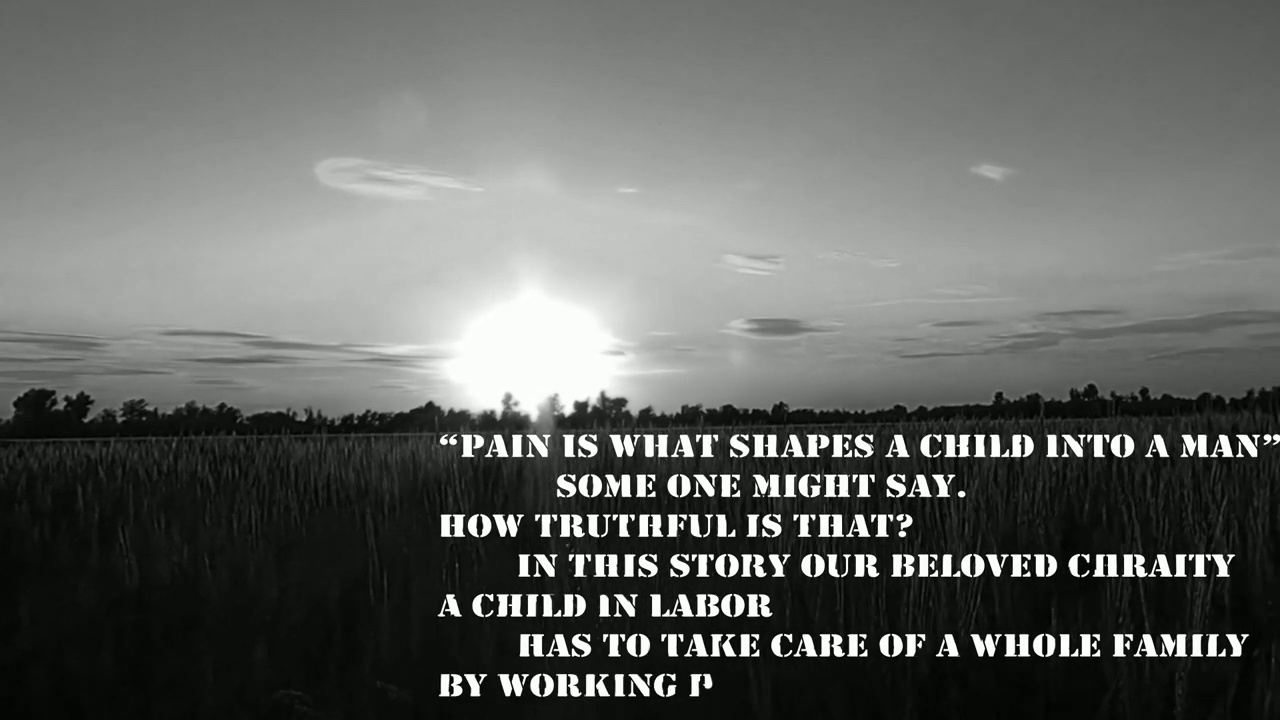 “PAIN IS WHAT SHAPES A CHILD INTO A MAN”
SOME ONE MIGHT SAY.
HOW TRUTHFUL IS THAT?
IN THIS STORY OUR BELOVED CHRAITY
A CHILD IN LABOR
HAS TO TAKE CARE OF A WHOLE FAMILY
BY WORKING